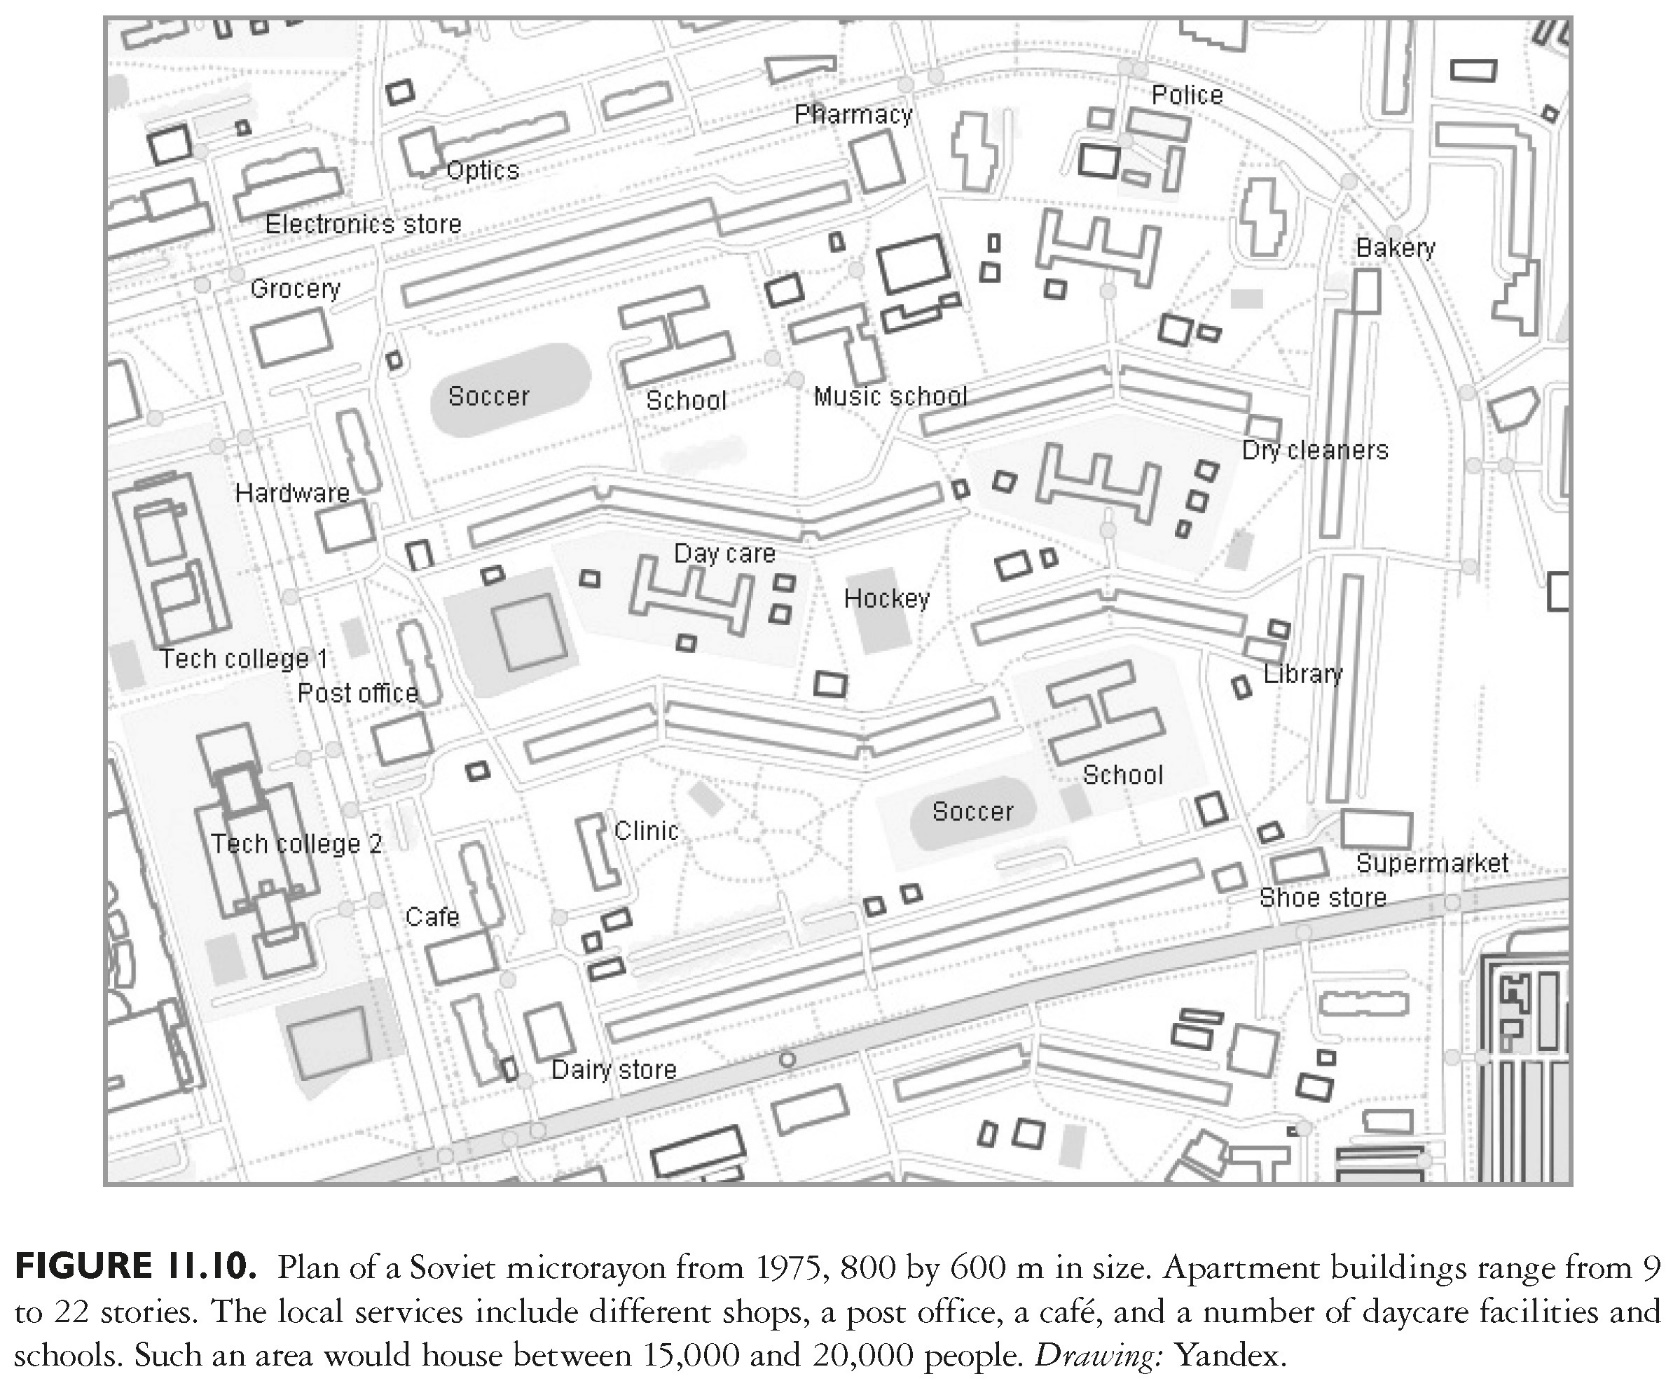 Police
Pharmacy
Optics
Electronics store
Bakery
Grocery
Soccer
School
Music school
Dry cleaners
Hardware
Day care
Hockey
Tech college 1
Post office
Library
School
Soccer
Clinic
Tech college 2
Supermarket
Shoe store
Cafe
Dairy store
FIGURE 11.10. Plan of a Soviet microrayon from 1975, 800 by 600 m in size. Apartment buildings range from 9
to 22 stories. The local services include different shops, a post office, a café, and a number of daycare facilities and
schools. Such an area would house between 15,000 and 20,000 people. Drawing: Yandex.